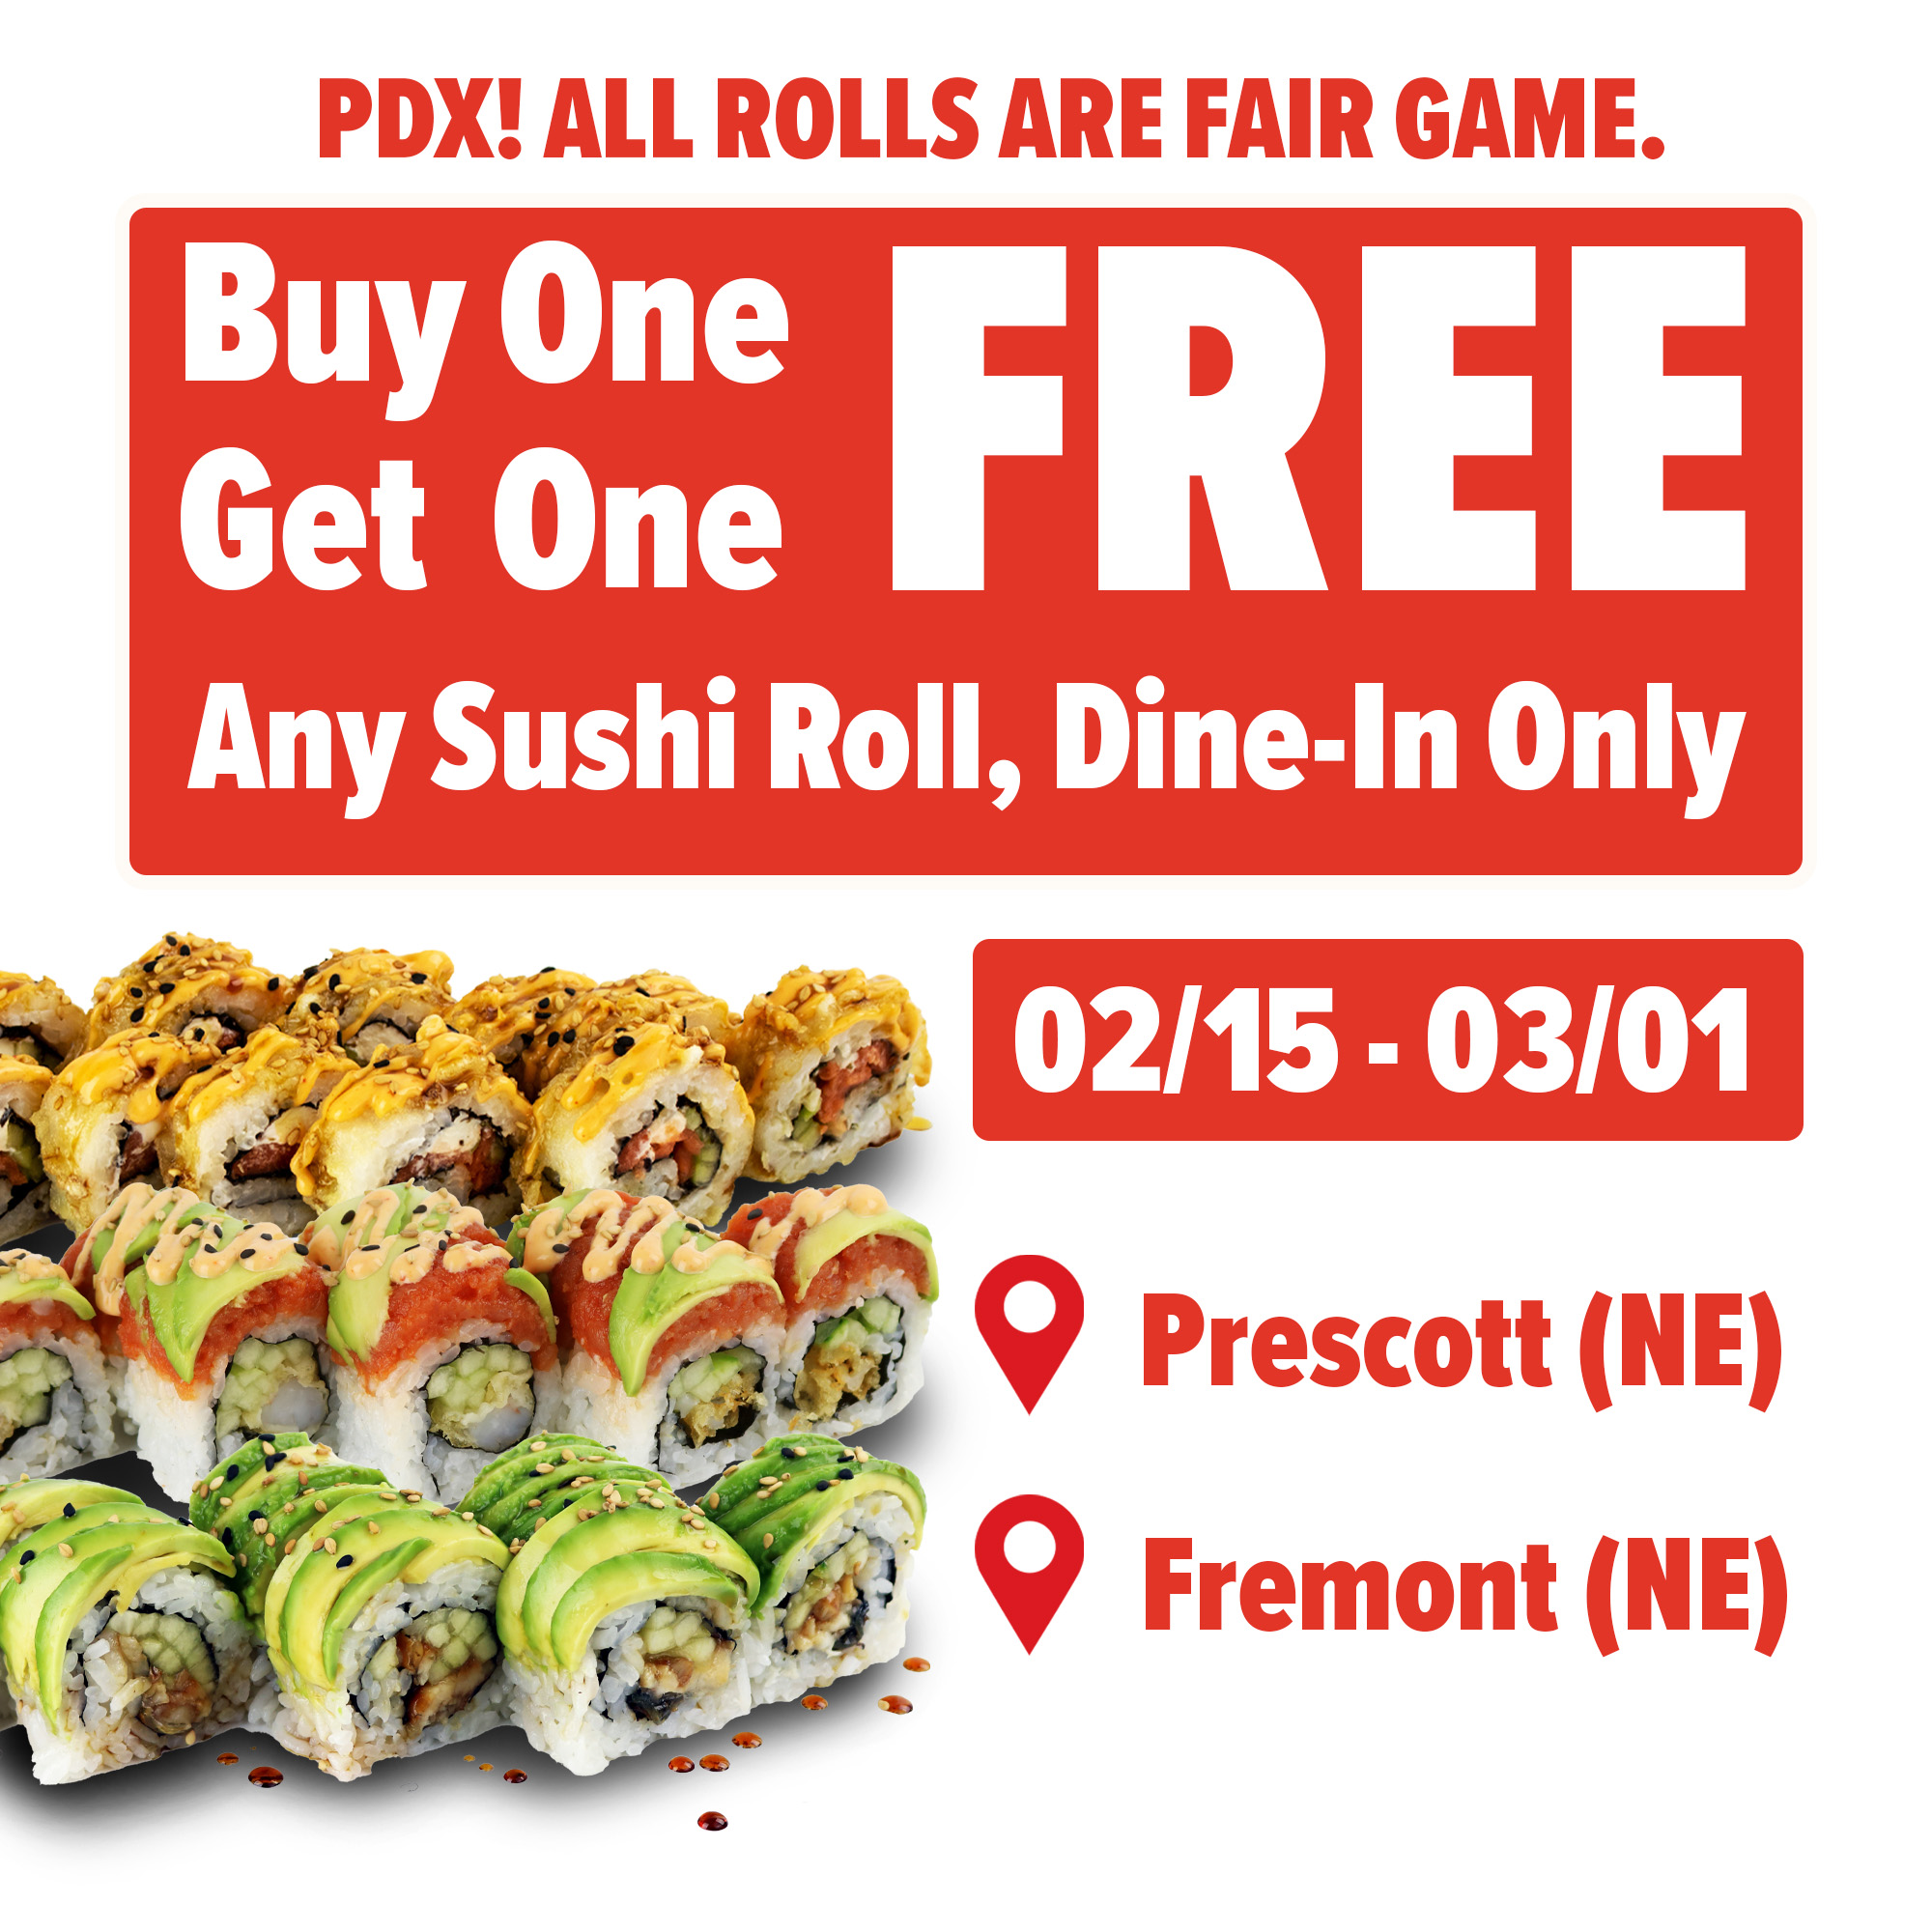 PDX! ALL ROLLS ARE FAIR GAME.
Buy One
Get One
FREE
Any Sushi Roll, Dine-In Only
02/15 - 03/01
Prescott (NE)
Fremont (NE)